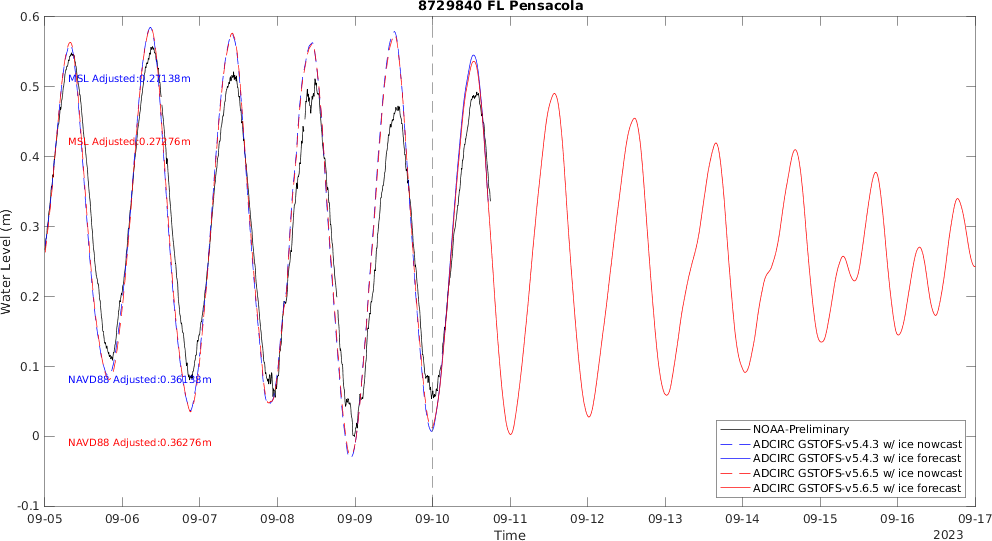 8729840 FL Pensacola
0.6
0.5
0.4
0.3
0.2
0.1
0
-0.1
Water Level (m)
MSL Adjusted:0.27138m
MSL Adjusted:0.27276m
NAVD88 Adjusted:0.36138m
NAVD88 Adjusted:0.36276m
NOAA-Preliminary
ADCIRC GSTOFS-v5.4.3 w/ ice nowcast
ADCIRC GSTOFS-v5.4.3 w/ ice forecast
ADCIRC GSTOFS-v5.6.5 w/ ice nowcast
ADCIRC GSTOFS-v5.6.5 w/ ice forecast
09-05 09-06 09-07 09-08 09-09 09-10 09-11 09-12 09-13 09-14 09-15 09-16 09-17
Time
2023